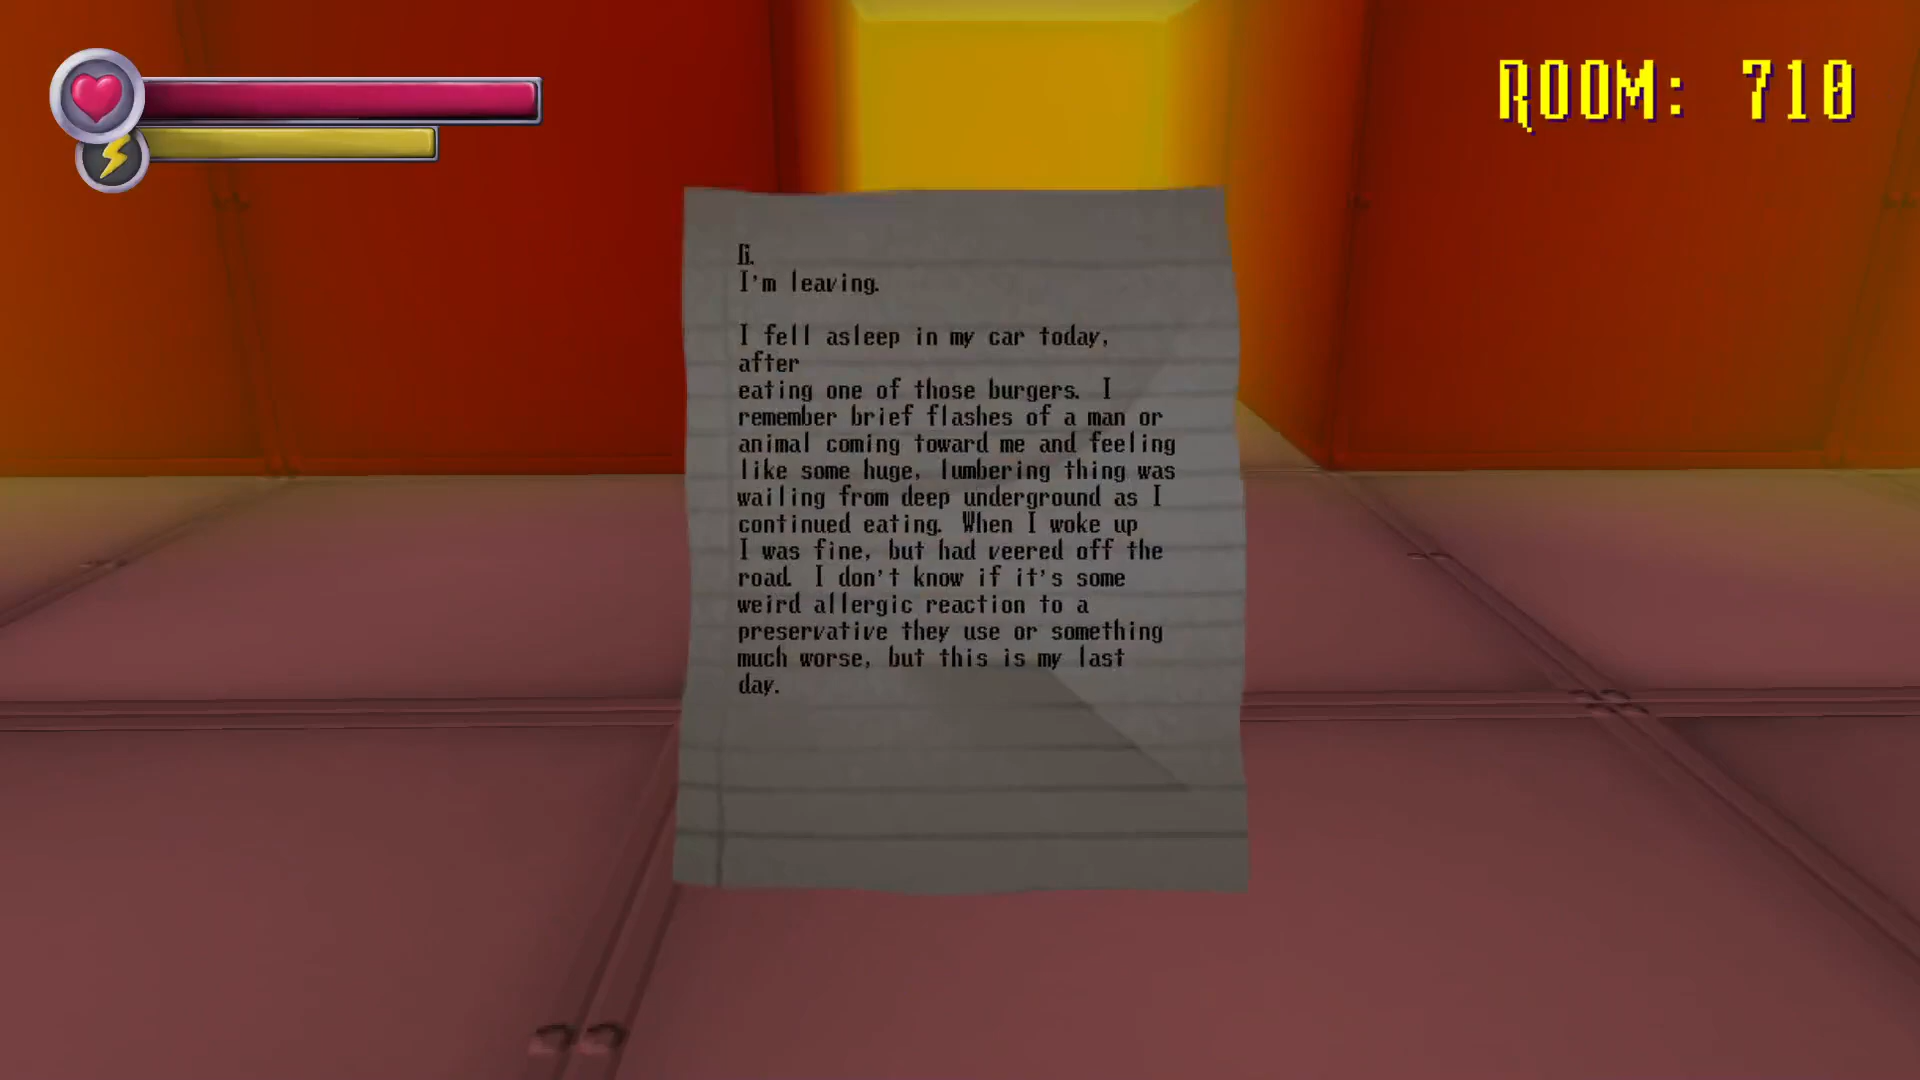 ROOM: 710
G.
I'm leaving.
I fell asleep in my car today,
after
eating one of those burgers. I
remember brief flashes of a man or
animal coming toward me and feeling
like some huge, lumbering thing was
wailing from deep underground as I
continued eating. When I woke up
I was fine, but had veered off the
road. I don't know if it's some
weird allergic reaction to a
preservative they use or something
much worse, but this is my last
day.